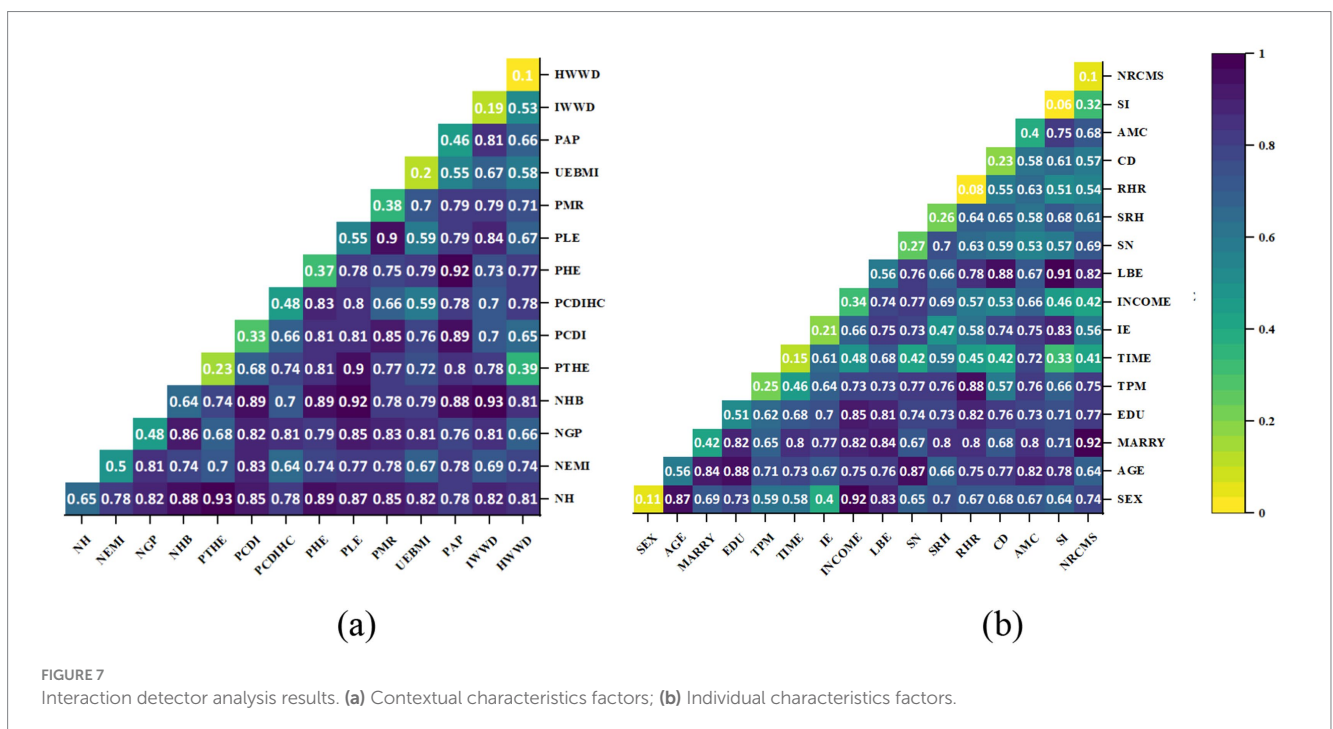 0.1 HWWD
0.19 0.53 IWWD
0.46 0.81 0.66 PAP
0.2 0.55 0.67 0.58 UEBMI
0.38 0.7 0.79 0.79 0.71 PMR
0.55 0.9 0.59 0.79 0.84 0.67 PLE
0.37 0.78 0.75 0.79 0.92 0.73 0.77 PHE
0.48 0.83 0.8 0.66 0.59 0.78 0.7 0.78 PCDIHC
0.33 0.66 0.81 0.81 0.85 0.76 0.89 0.7 0.65 PCDI
0.23 0.68 0.74 0.81 0.9 0.77 0.72 0.8 0.78 0.39 PTHE
0.64 0.74 0.89 0.7 0.89 0.92 0.78 0.79 0.88 0.93 0.81 NHB
0.48 0.86 0.68 0.82 0.81 0.79 0.85 0.83 0.81 0.76 0.81 0.66 NGP
0.5 0.81 0.74 0.7 0.83 0.64 0.74 0.77 0.78 0.67 0.78 0.69 0.74 NEMI
0.65 0.78 0.82 0.88 0.93 0.85 0.78 0.89 0.87 0.85 0.82 0.78 0.82 0.81 NH
NH NEMI NGP NHB PTHE PCDI PCDIHC PHE PLE PMR UEBMI PAP IWWD HWWD
(a)
0.1 NRCMS
0.06 0.32 SI
0.4 0.75 0.68 AMC
0.23 0.58 0.61 0.57 CD
0.08 0.55 0.63 0.51 0.54 RHR
0.26 0.64 0.65 0.58 0.68 0.61 SRH
0.27 0.7 0.63 0.59 0.53 0.57 0.69 SN
0.56 0.76 0.66 0.78 0.88 0.67 0.91 0.82 LBE
0.34 0.74 0.77 0.69 0.57 0.53 0.66 0.46 0.42 INCOME
0.21 0.66 0.75 0.73 0.47 0.58 0.74 0.75 0.83 0.56 IE
0.15 0.61 0.48 0.68 0.42 0.59 0.45 0.42 0.72 0.33 0.41 TIME
0.25 0.46 0.64 0.73 0.73 0.77 0.76 0.88 0.57 0.76 0.66 0.75 TPM
0.51 0.62 0.68 0.7 0.85 0.81 0.74 0.73 0.82 0.76 0.73 0.71 0.77 EDU
0.42 0.82 0.65 0.8 0.77 0.82 0.84 0.67 0.8 0.8 0.68 0.8 0.71 0.92 MARRY
0.56 0.84 0.88 0.71 0.73 0.67 0.75 0.76 0.87 0.66 0.75 0.77 0.82 0.78 0.64 AGE
0.11 0.87 0.69 0.73 0.59 0.58 0.4 0.92 0.83 0.65 0.7 0.67 0.68 0.67 0.64 0.74 SEX
SEX AGE MARRY EDU TPM TIME IE INCOME LBE SN SRH RHR CD AMC SI NRCMS
(b)
:
1
0.8
0.6
0.4
0.2
0
FIGURE 7
Interaction detector analysis results. (a) Contextual characteristics factors; (b) Individual characteristics factors.